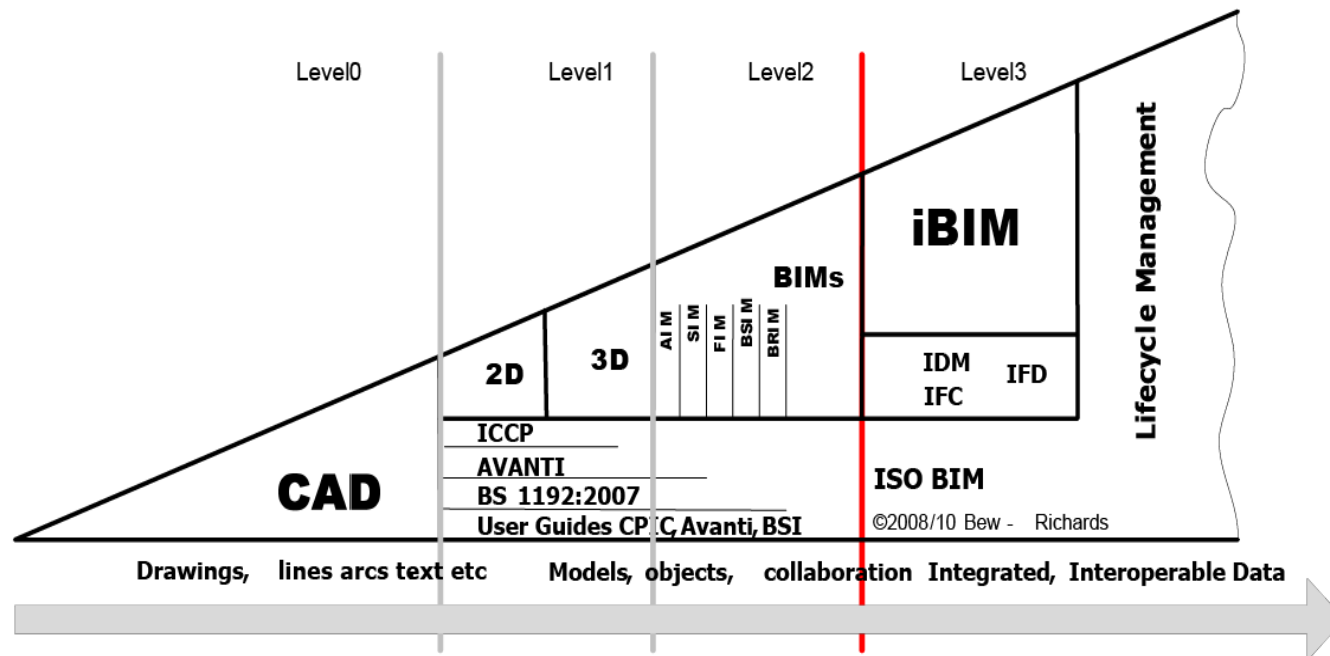 Level0
Level1
Level2
Level3
Lifecycle Management
iBIM
BIMs
AIM
SIM
FIM
BSIM
BRIM
2D
3D
IDM
IFD
IFC
ICCP
AVANTI
CAD
BS 1192:2007
ISO BIM
User Guides CPIC, Avanti, BSI
©2008/10 Bew - Richards
Drawings, lines arcs text etc Models, objects, collaboration Integrated, Interoperable Data